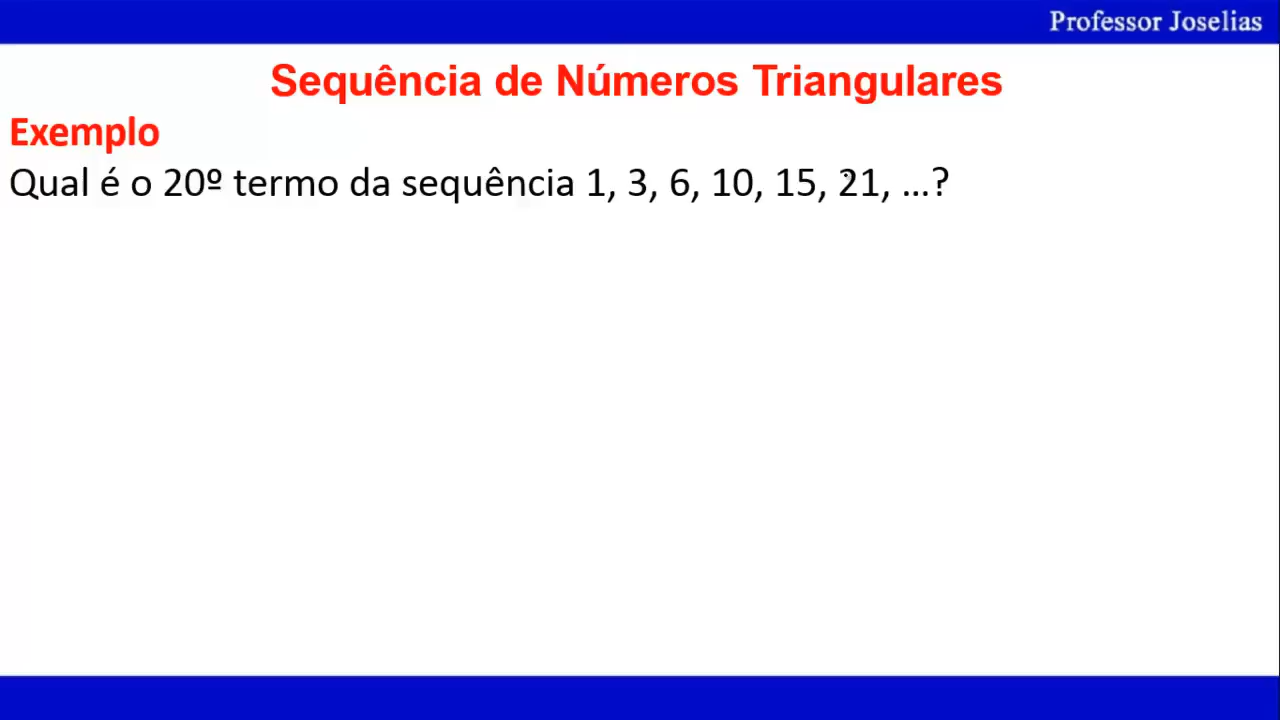 Professor Joselias
Sequência de Números Triangulares
Exemplo
Qual é o 20º termo da sequência 1, 3, 6, 10, 15, 21, ...?